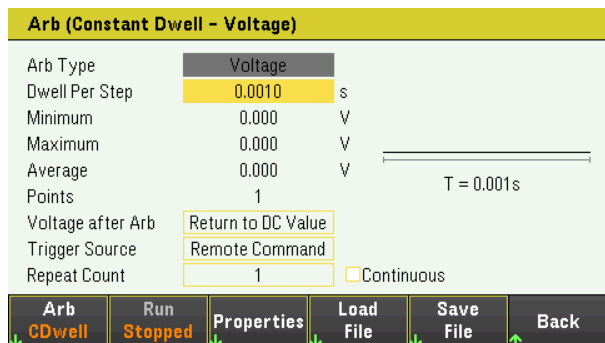 Arb (Constant Dwell - Voltage)
Arb Type Voltage
Dwell Per Step 0.0010 s
Minimum 0.000 V
Maximum 0.000 V
Average 0.000 V
T = 0.001s
Points 1
Voltage after Arb Return to DC Value
Trigger Source Remote Command
Repeat Count 1 Continuous
Arb CDwell
Run Stopped
Properties
Load File
Save File
Back